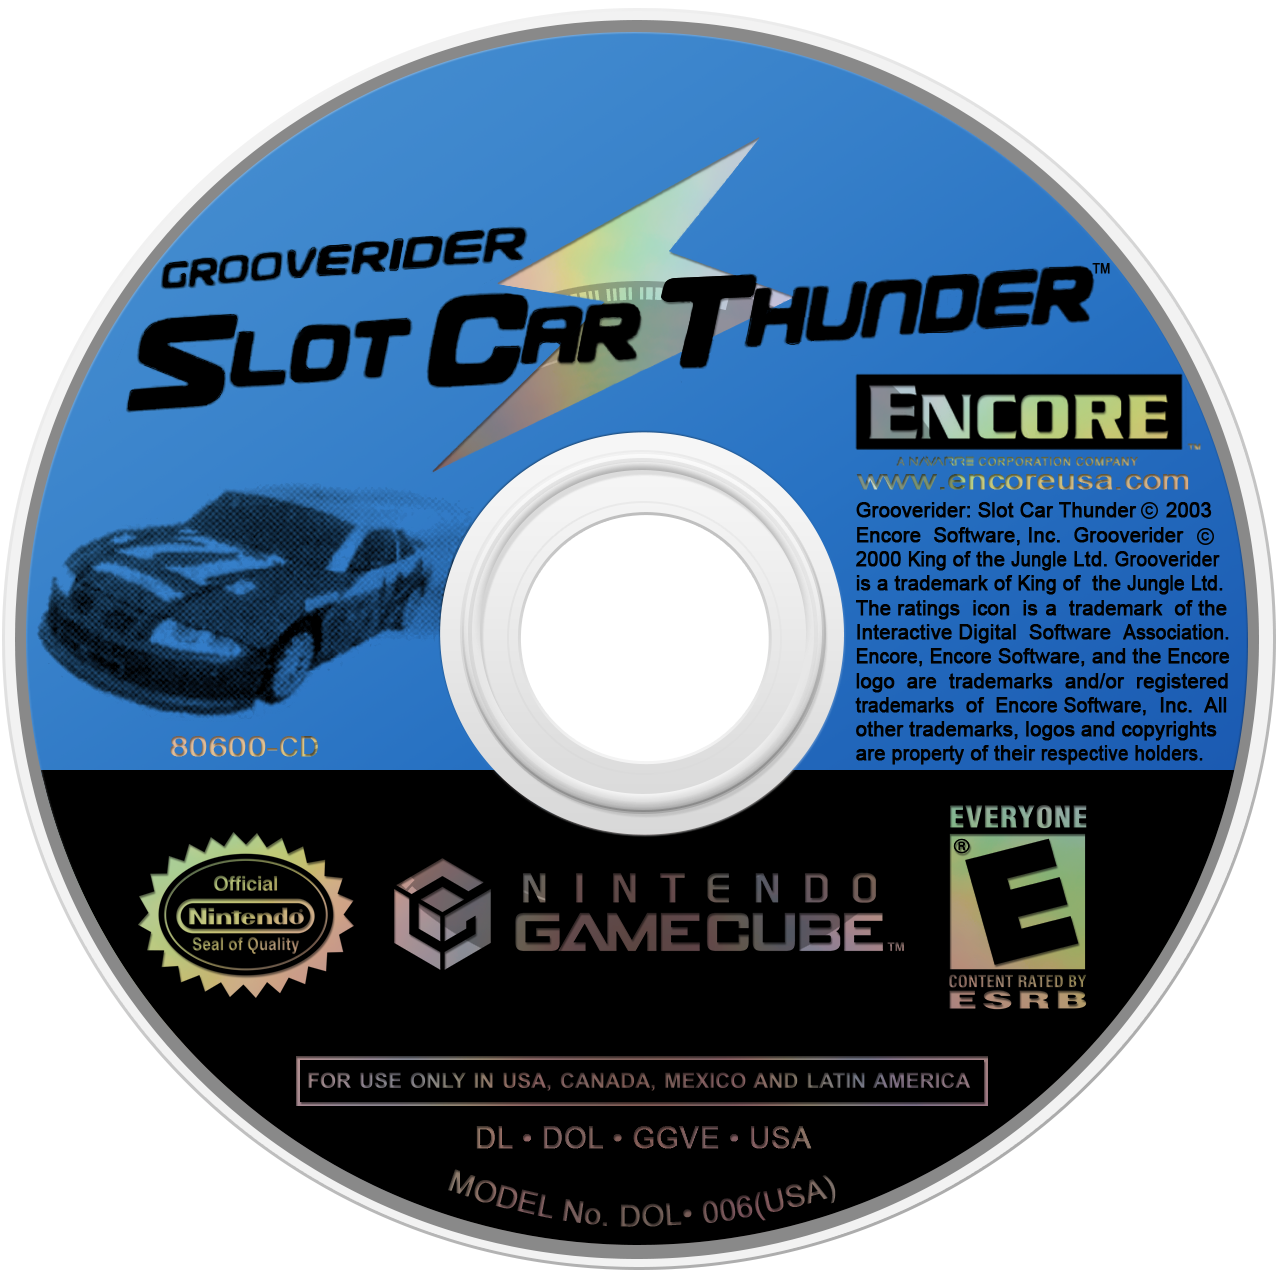 GROOVERIDER
SLOT CAR THUNDER™
ENCORE™
A NAVARRE CORPORATION COMPANY
www.encoreusa.com
Grooverider: Slot Car Thunder © 2003
Encore Software, Inc. Grooverider ©
2000 King of the Jungle Ltd. Grooverider
is a trademark of King of the Jungle Ltd.
The ratings icon is a trademark of the
Interactive Digital Software Association.
Encore, Encore Software, and the Encore
logo are trademarks and/or registered
trademarks of Encore Software, Inc. All
other trademarks, logos and copyrights
are property of their respective holders.
80600-CD
Official
Nintendo®
Seal of Quality
NINTENDO
GAMECUBE™
EVERYONE
®
E
CONTENT RATED BY
ESRB
FOR USE ONLY IN USA, CANADA, MEXICO AND LATIN AMERICA
DL • DOL • GGVE • USA
MODEL No. DOL• 006(USA)